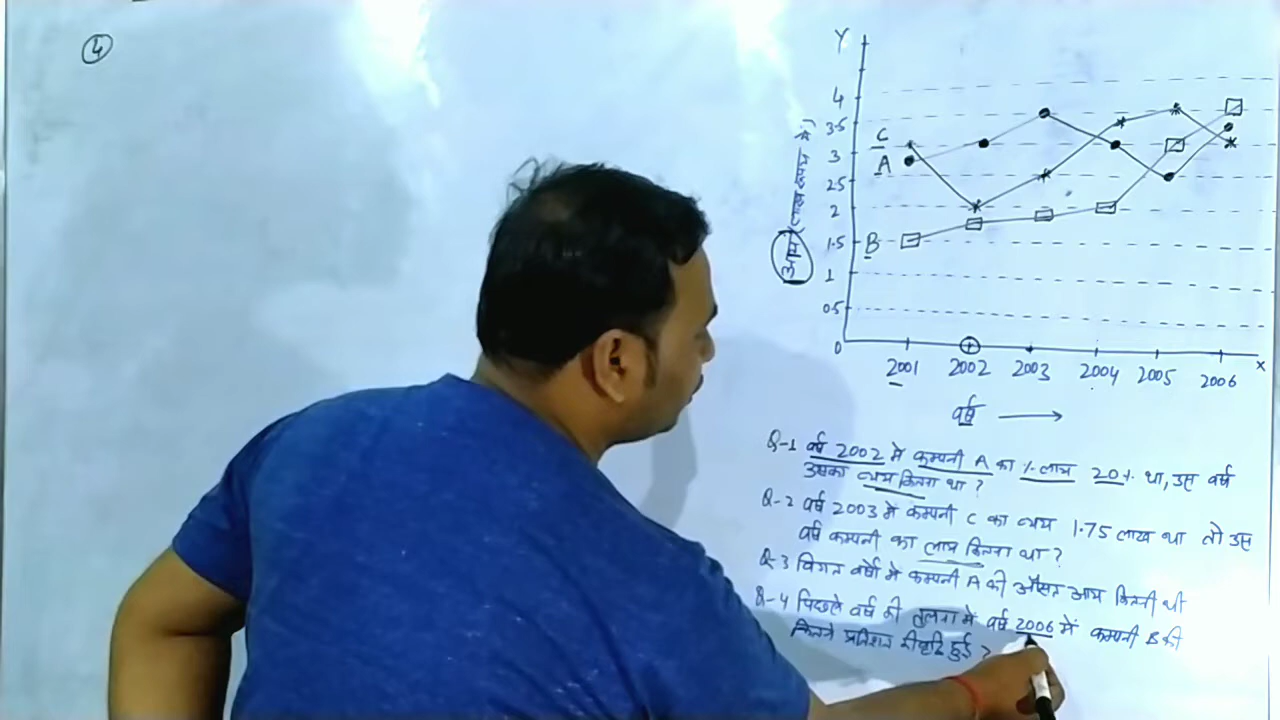 4
Y
4
3.5
3
2.5
2
1.5
1
0.5
0
C
A
B
2001 2002 2003 2004 2005 2006 x
वर्ष
Q-1 वर्ष 2002 मे कम्पनी A का % लाभ 20% था, उस वर्ष
उसका व्यय कितना था ?
Q-2 वर्ष 2003 मे कम्पनी C का व्यय 1.75 लाख था तो उस
वर्ष कम्पनी का लाभ कितना था ?
Q-3 विगत वर्षों मे कम्पनी A की औसत आय कितनी थी
Q-4 पिछले वर्ष की तुलना मे वर्ष 2006 में कम्पनी B की
कितने प्रतिशत वृद्धि हुई ?